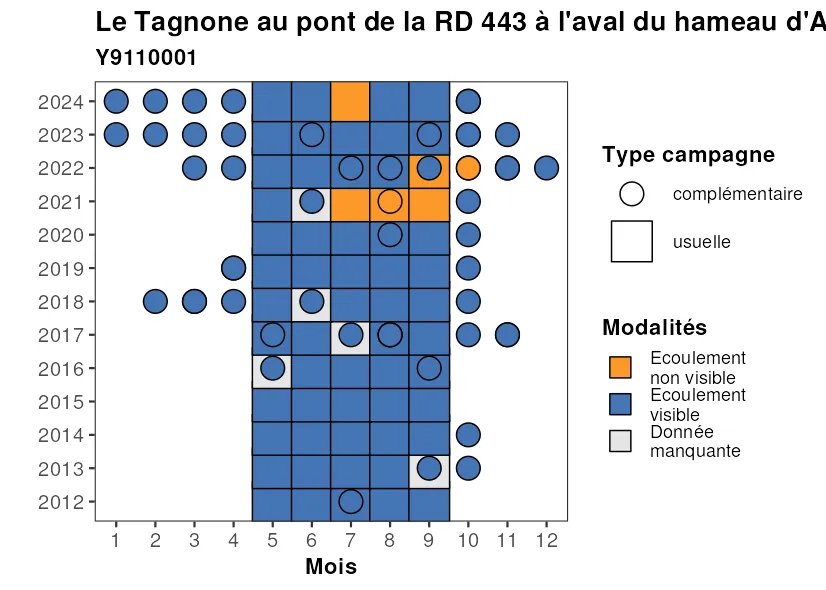 Le Tagnone au pont de la RD 443 à l'aval du hameau d'A
Y9110001
2024
2023
2022
2021
2020
2019
2018
2017
2016
2015
2014
2013
2012
1 2 3 4 5 6 7 8 9 10 11 12
Mois
Type campagne
complémentaire
usuelle
Modalités
Ecoulement
non visible
Ecoulement
visible
Donnée
manquante